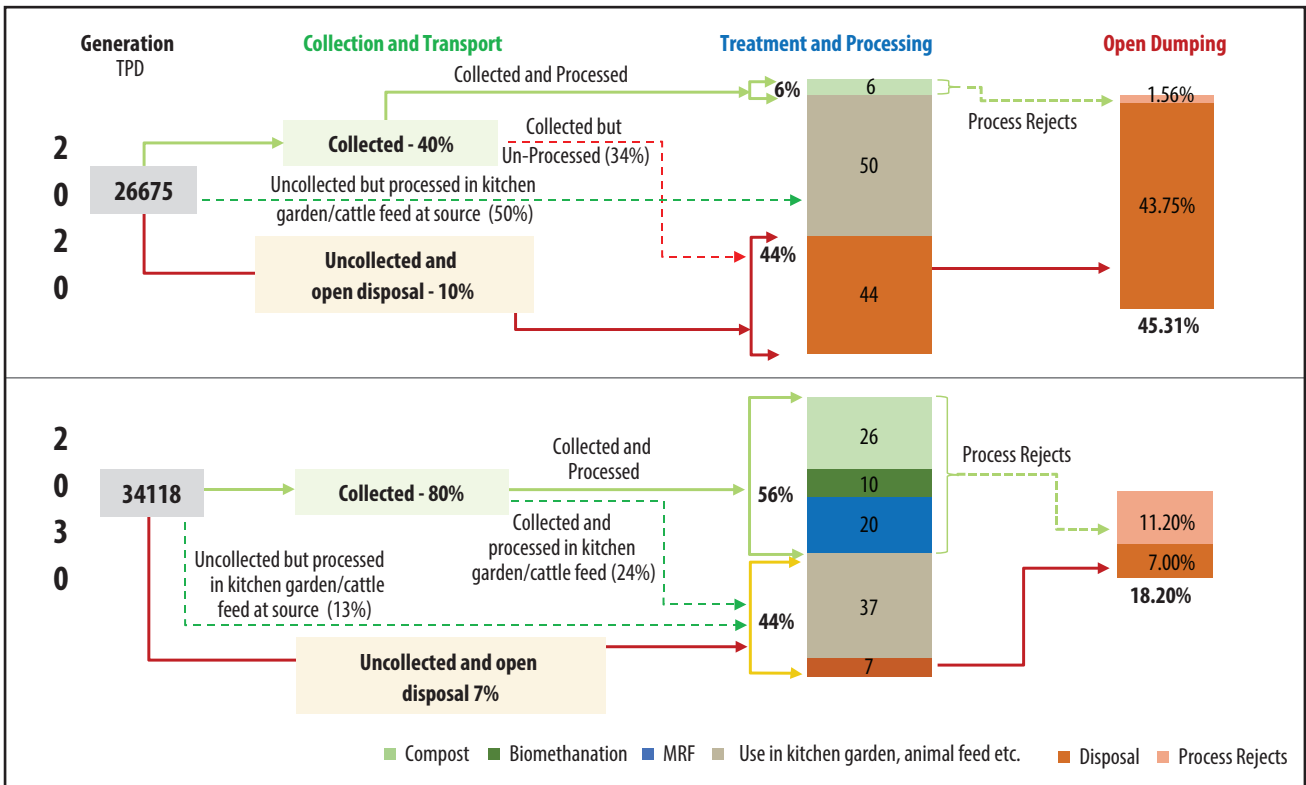 Generation
TPD
Collection and Transport
Treatment and Processing
Open Dumping
2
0
2
0
26675
Collected and Processed
Collected - 40%
Collected but
Un-Processed (34%)
Uncollected but processed in kitchen
garden/cattle feed at source (50%)
Uncollected and
open disposal - 10%
6%
44%
6
50
44
Process Rejects
1.56%
43.75%
45.31%
2
0
3
0
34118
Collected - 80%
Collected and
Processed
Collected and
processed in kitchen
garden/cattle feed (24%)
Uncollected but processed
in kitchen garden/cattle
feed at source (13%)
Uncollected and open
disposal 7%
56%
44%
26
10
20
37
7
Process Rejects
11.20%
7.00%
18.20%
Compost
Biomethanation
MRF
Use in kitchen garden, animal feed etc.
Disposal
Process Rejects